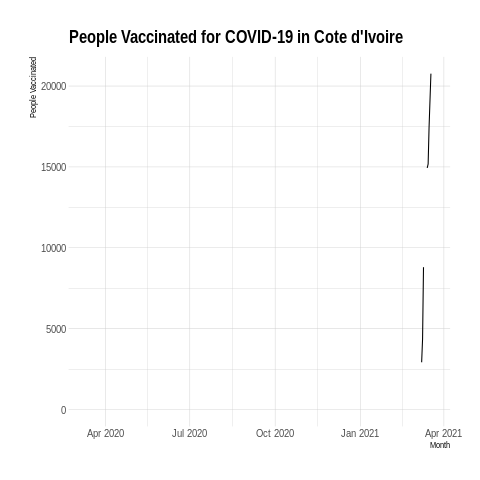 People Vaccinated for COVID-19 in Cote d'Ivoire
People Vaccinated
20000
15000
10000
5000
0
Apr 2020 Jul 2020 Oct 2020 Jan 2021 Apr 2021
Month